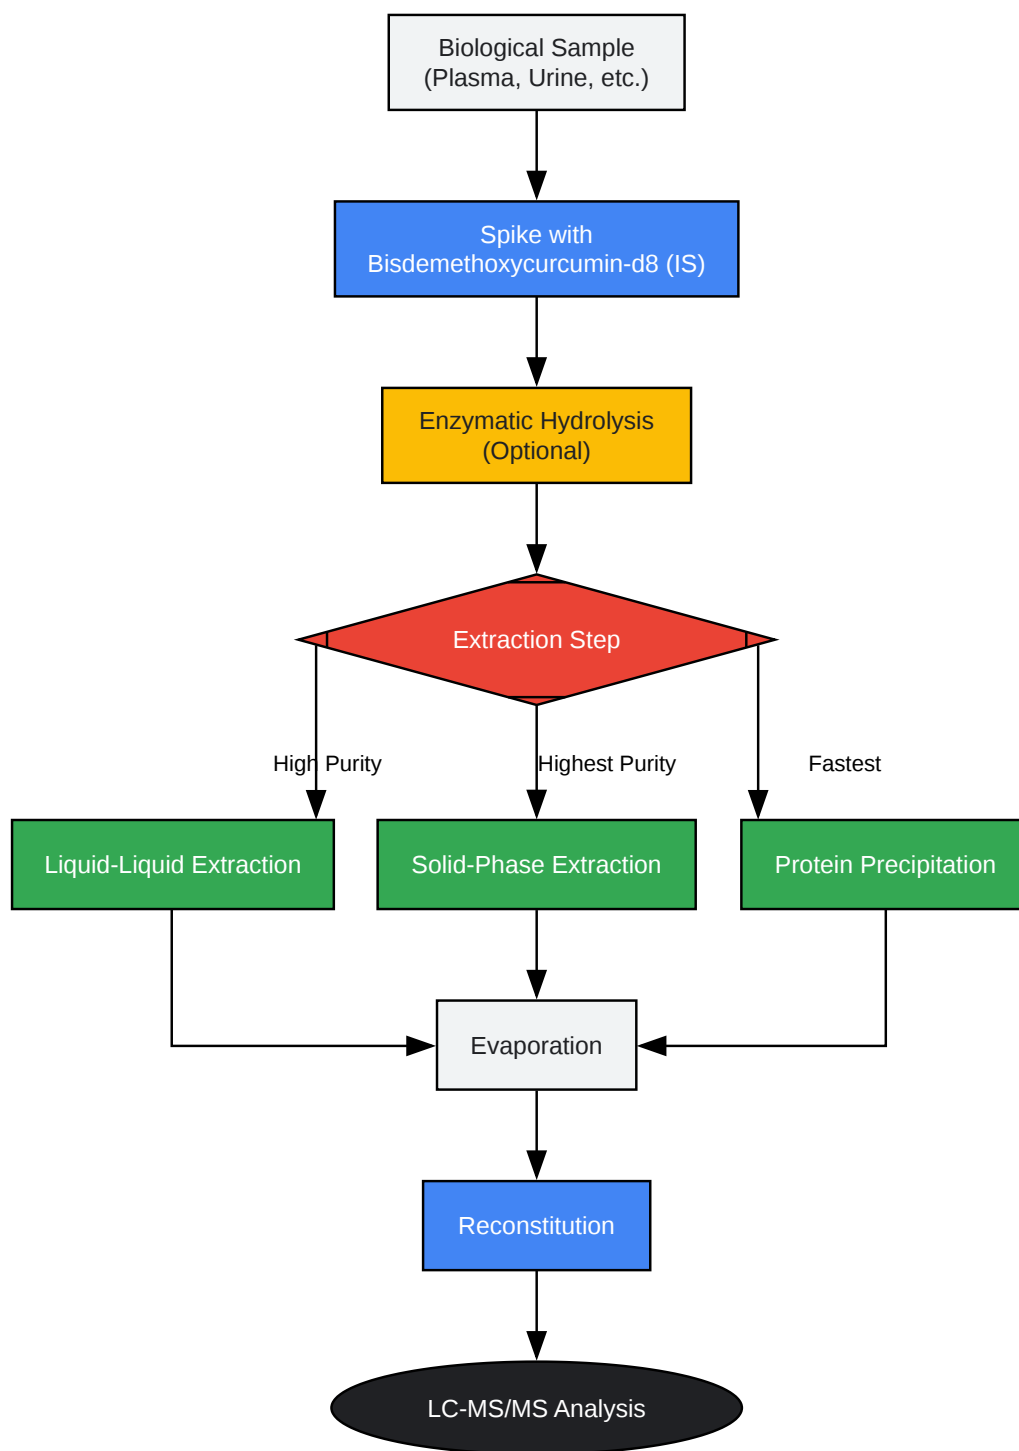 Biological Sample
(Plasma, Urine, etc.)
Spike with
Bisdemethoxycurcumin-d8 (IS)
Enzymatic Hydrolysis
(Optional)
Extraction Step
High Purity
Highest Purity
Fastest
Liquid-Liquid Extraction
Solid-Phase Extraction
Protein Precipitation
Evaporation
Reconstitution
LC-MS/MS Analysis